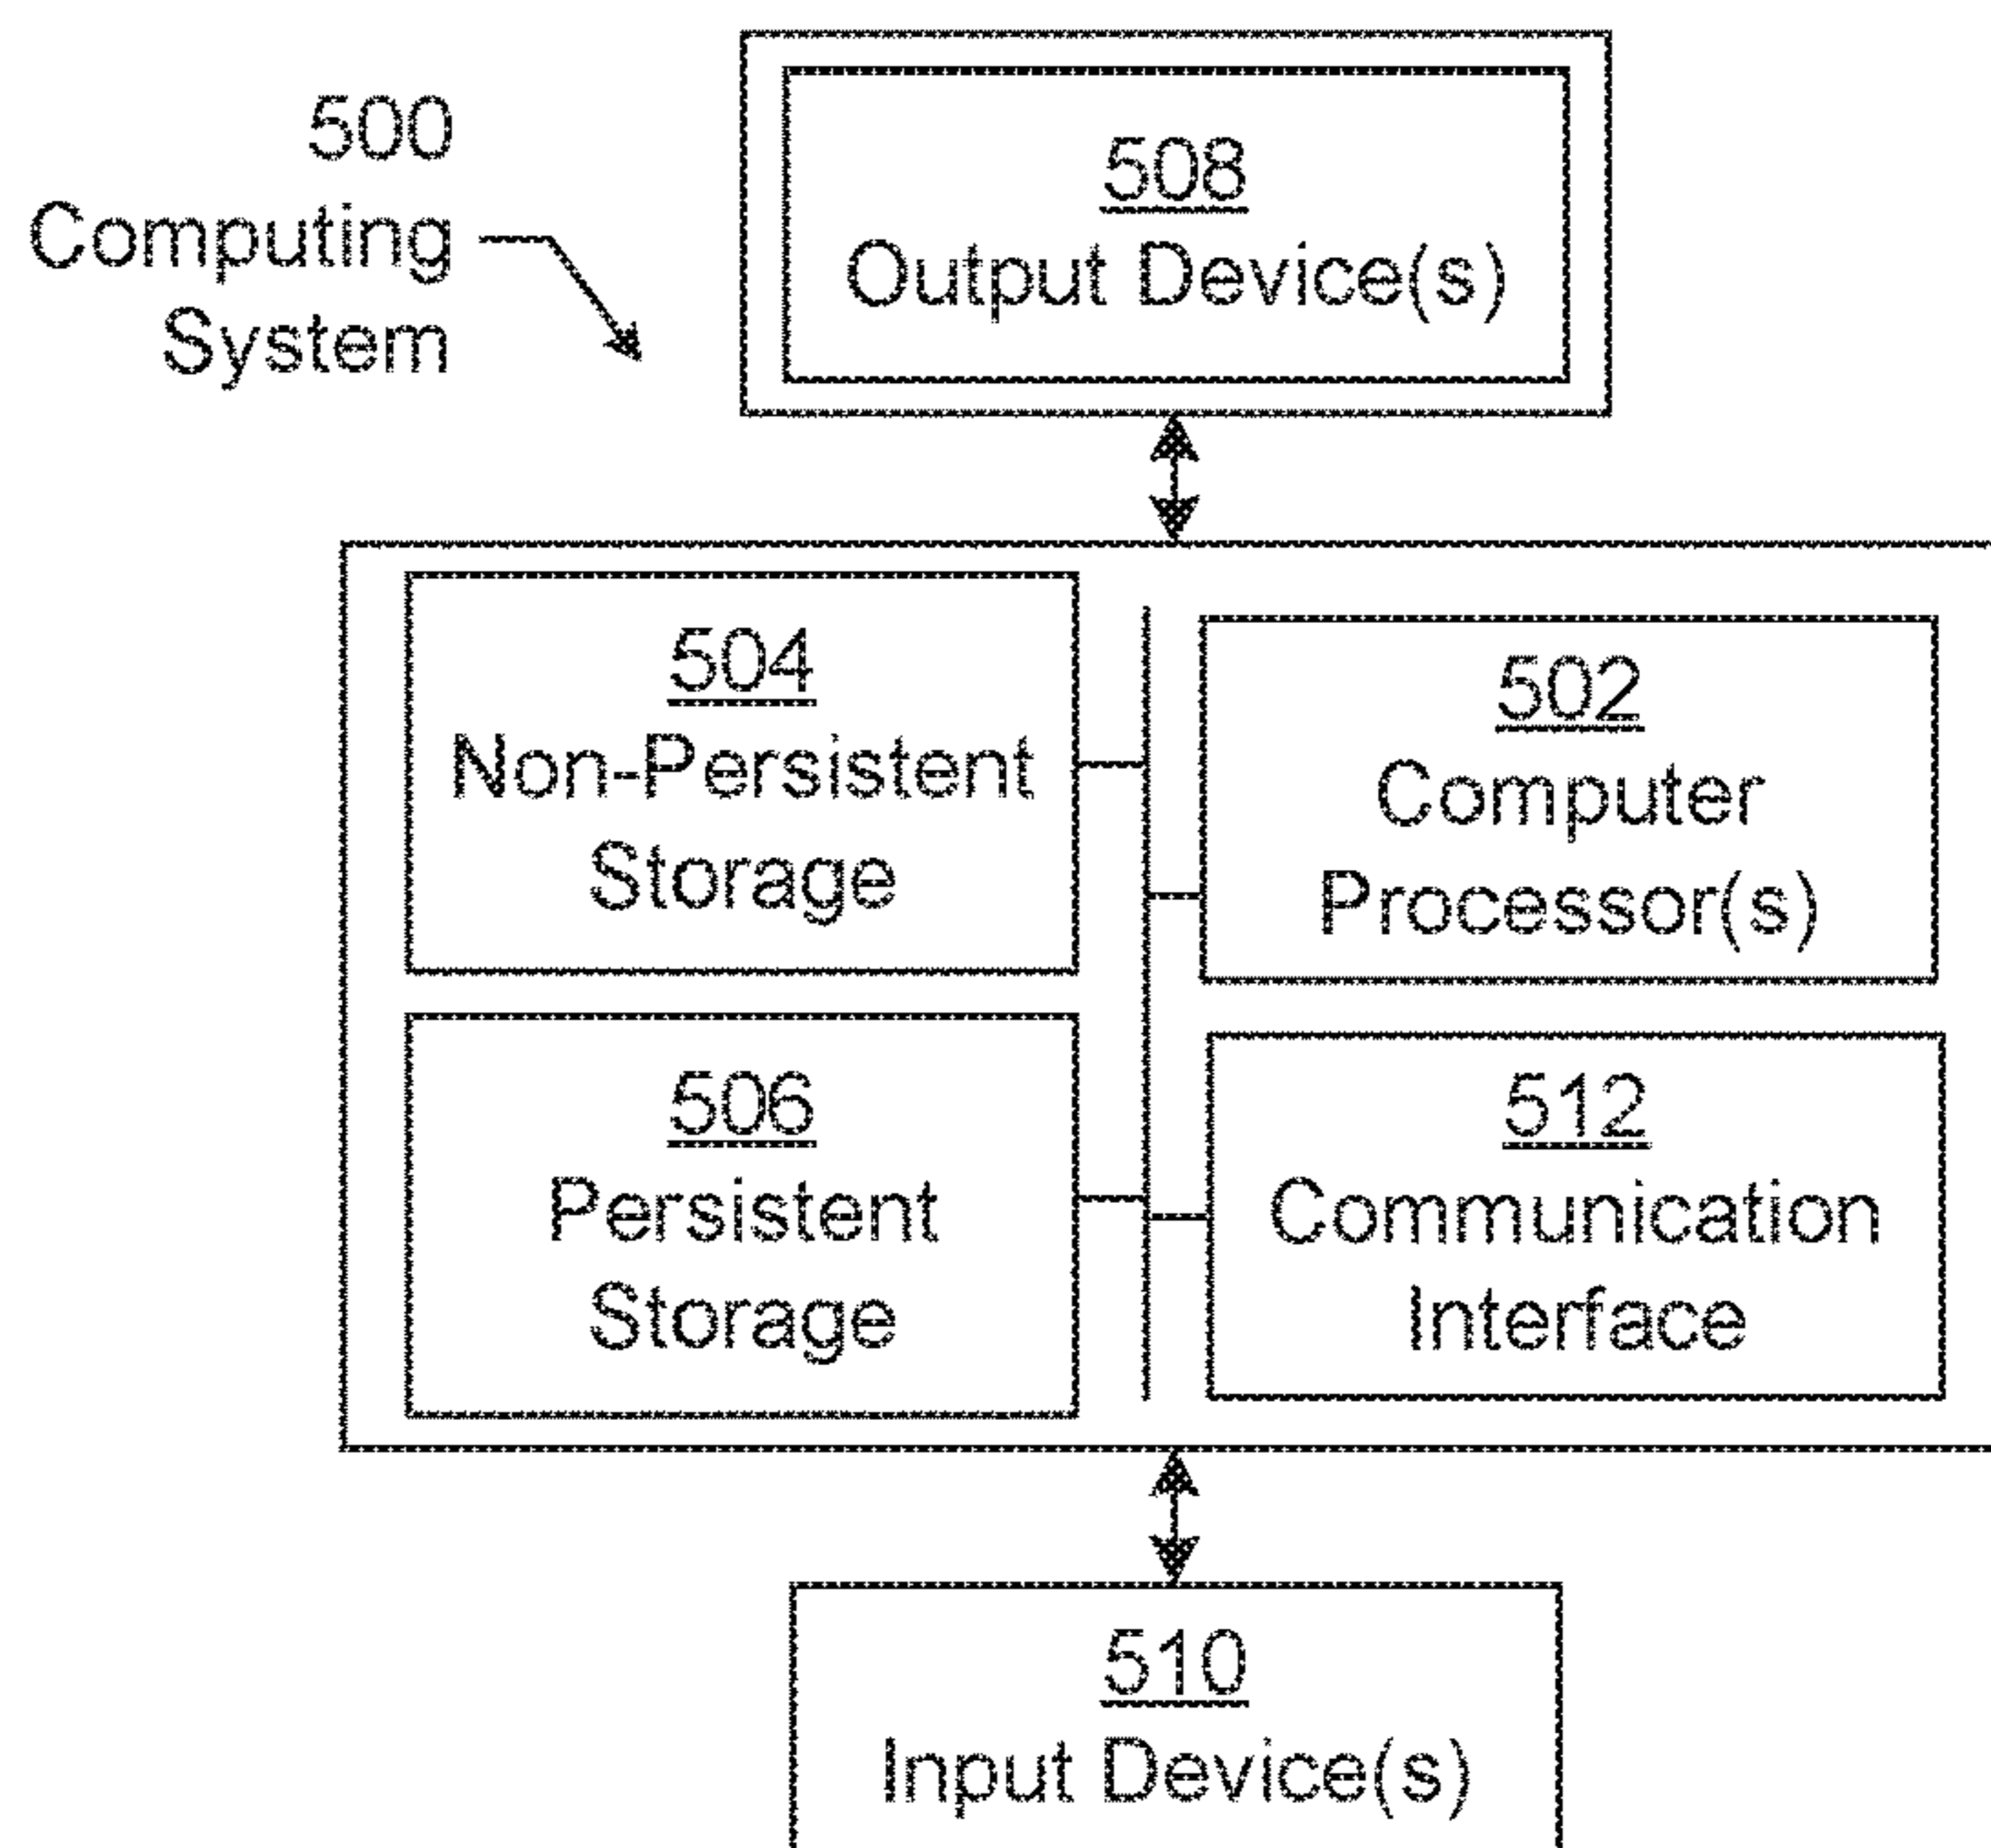 500
Computing
System
508
Output Device(s)
504
Non-Persistent
Storage
502
Computer
Processor(s)
506
Persistent
Storage
512
Communication
Interface
510
Input Device(s)